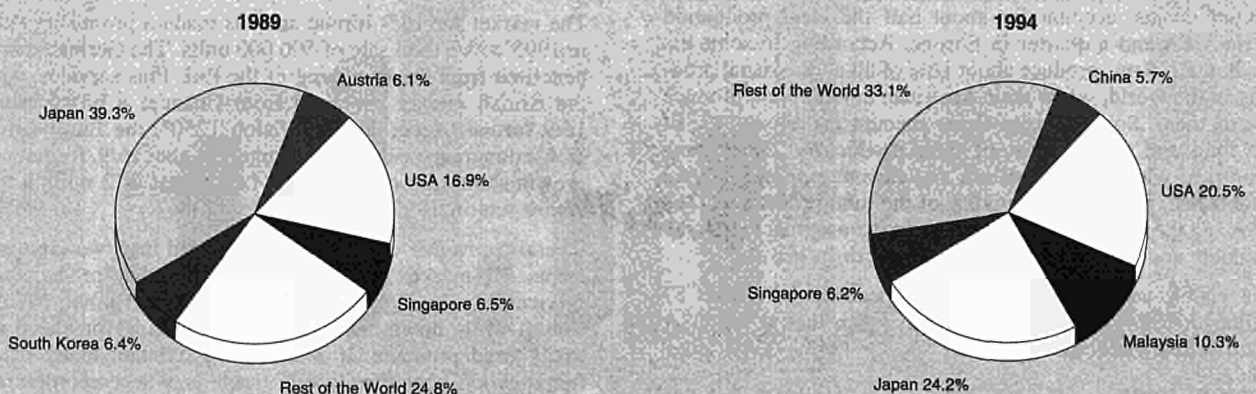 1989
Austria 6.1%
Japan 39.3%
USA 16.9%
Singapore 6.5%
South Korea 6.4%
Rest of the World 24.8%
1994
China 5.7%
Rest of the World 33.1%
USA 20.5%
Singapore 6.2%
Malaysia 10.3%
Japan 24.2%